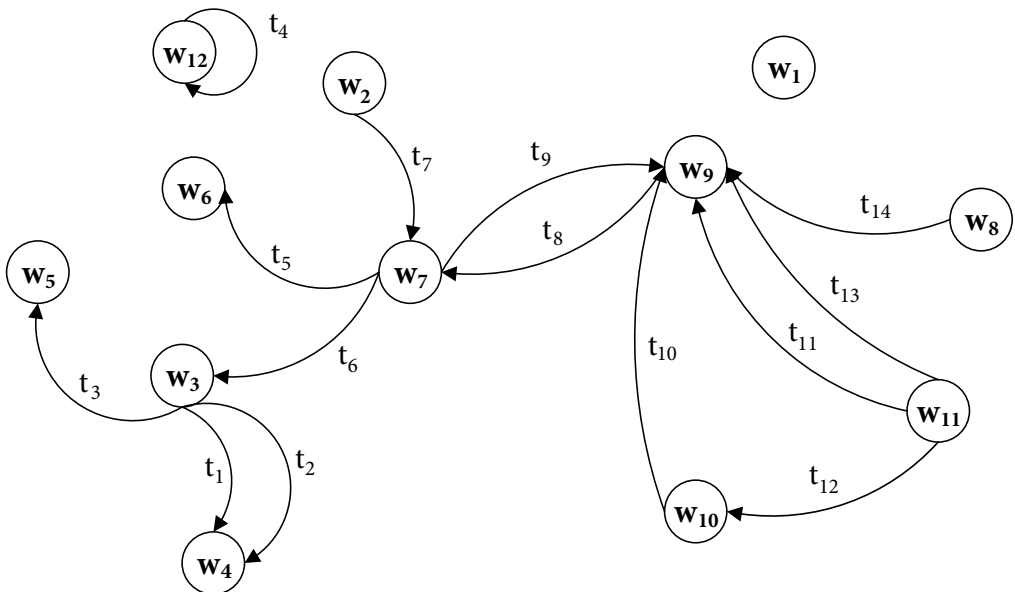 t₄
w₁₂
w₁
w₂
t₇
t₉
w₉
w₆
t₁₄
w₈
t₈
t₅
w₅
w₇
t₁₃
t₁₁
t₁₀
t₆
w₃
t₃
w₁₁
t₁
t₂
t₁₂
w₁₀
w₄